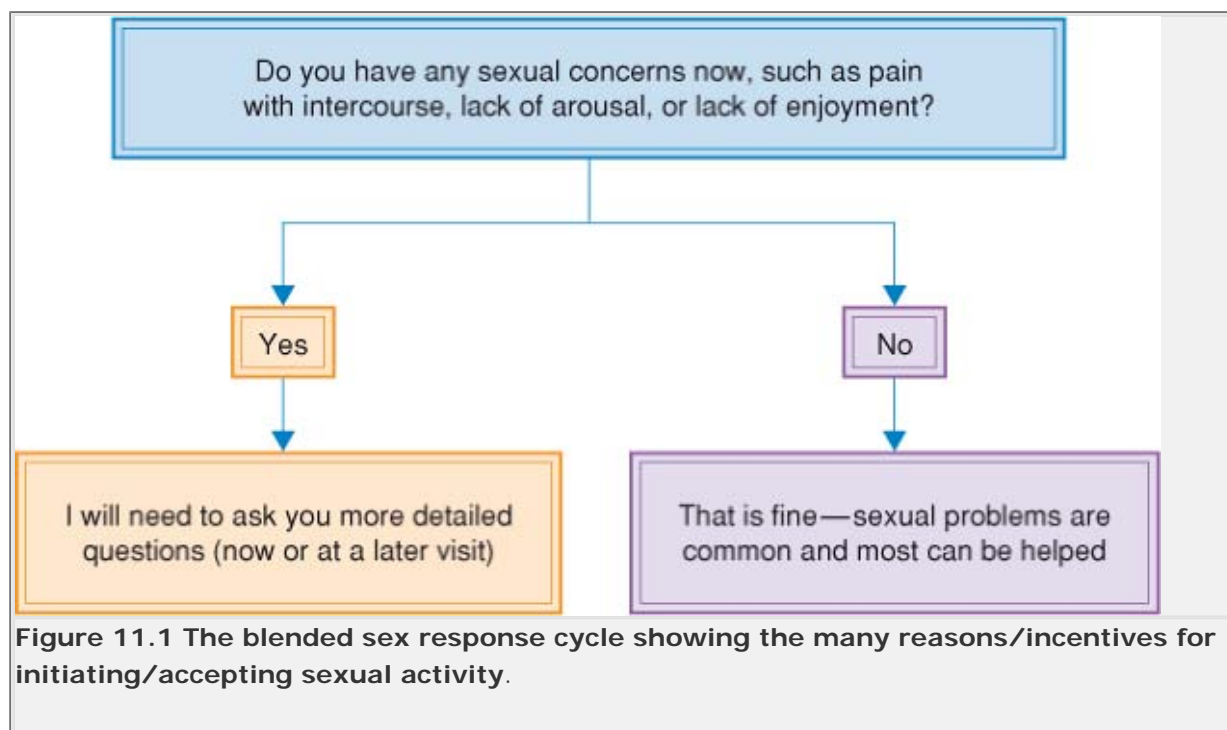 Do you have any sexual concerns now, such as pain
with intercourse, lack of arousal, or lack of enjoyment?
Yes
No
I will need to ask you more detailed
questions (now or at a later visit)
That is fine—sexual problems are
common and most can be helped
Figure 11.1 The blended sex response cycle showing the many reasons/incentives for
initiating/accepting sexual activity.